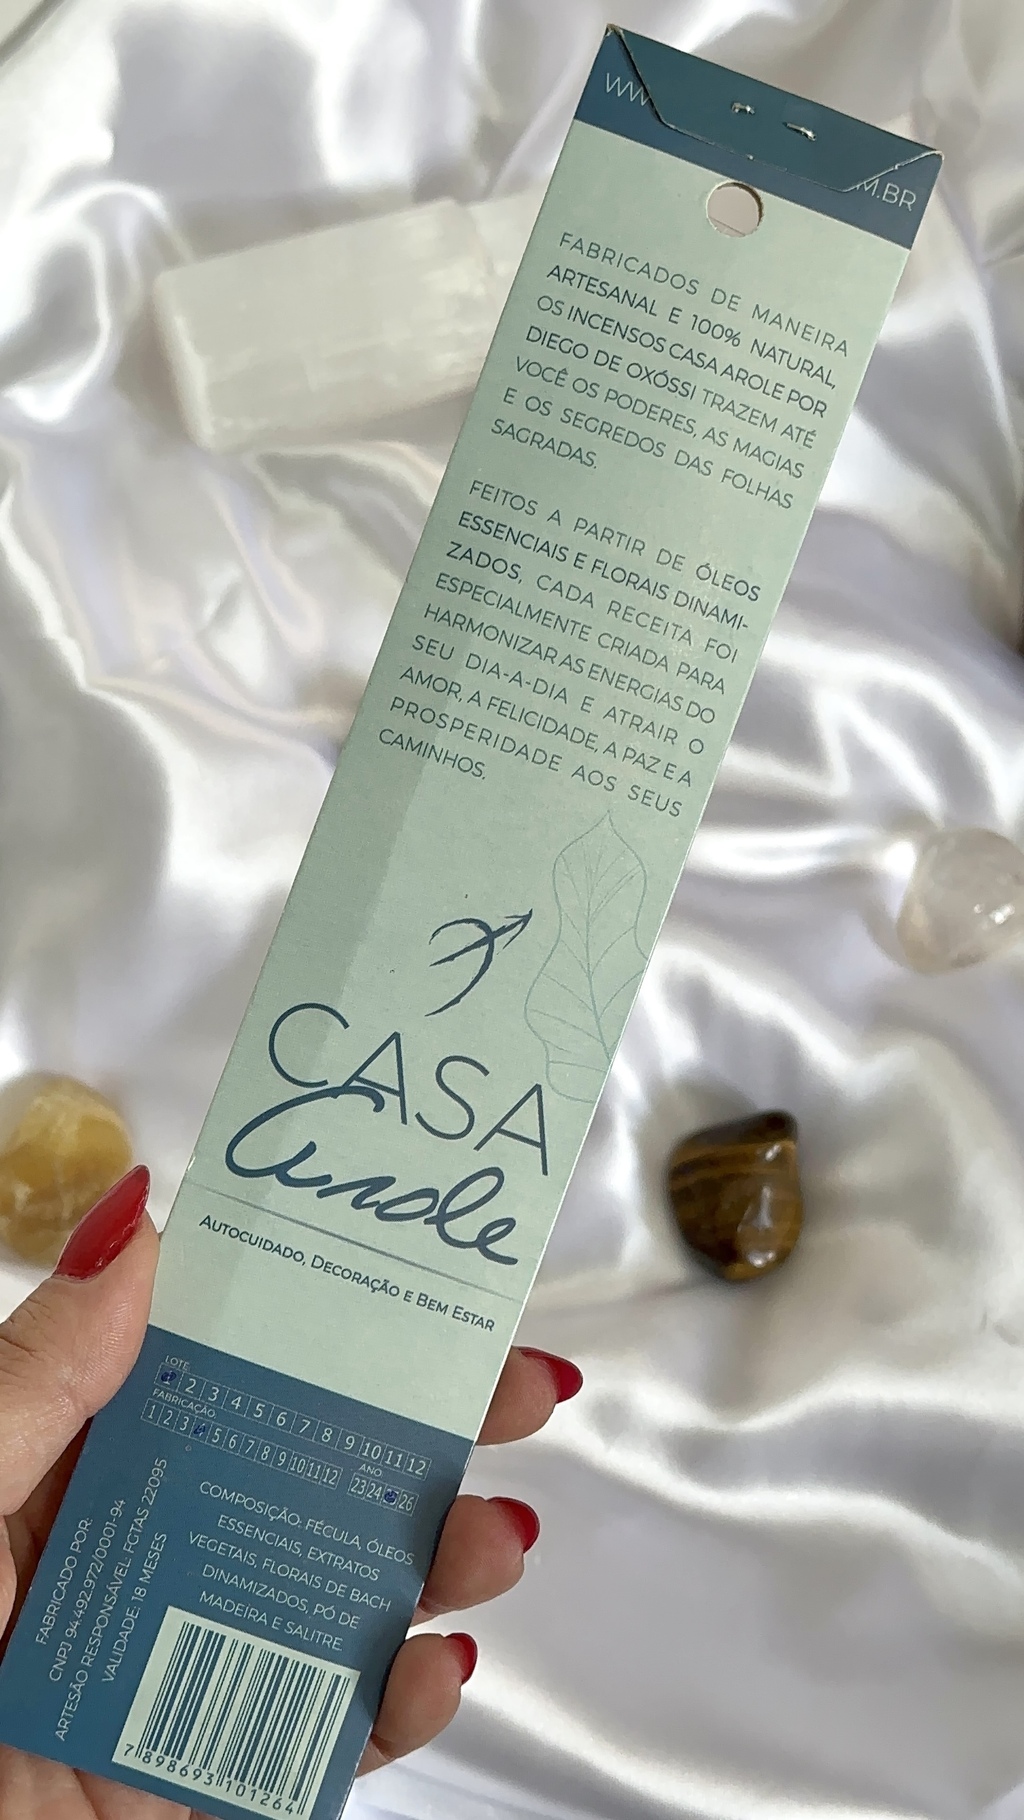 WW
M.BR
FABRICADOS DE MANEIRA
ARTESANAL E 100% NATURAL,
OS INCENSOS CASA AROLE POR
DIEGO DE OXÓSSI TRAZEM ATÉ
VOCÊ OS PODERES, AS MAGIAS
E OS SEGREDOS DAS FOLHAS
SAGRADAS.
FEITOS A PARTIR DE ÓLEOS
ESSENCIAIS E FLORAIS DINAMI-
ZADOS, CADA RECEITA FOI
ESPECIALMENTE CRIADA PARA
HARMONIZAR AS ENERGIAS DO
SEU DIA-A-DIA E ATRAIR O
AMOR, A FELICIDADE, A PAZ E A
PROSPERIDADE AOS SEUS
CAMINHOS.
CASA
Arole
AUTOCUIDADO, DECORAÇÃO E BEM ESTAR
LOTE
2 3 4 5 6 7 8 9 10 11 12
FABRICAÇÃO ANO
1 2 3 5 6 7 8 9 10 11 12 23 24 26
COMPOSIÇÃO: FÉCULA, ÓLEOS
ESSENCIAIS, EXTRATOS
VEGETAIS, FLORAIS DE BACH
DINAMIZADOS, PÓ DE
MADEIRA E SALITRE.
FABRICADO POR:
CNPJ 94.492.972/0001-94
ARTESÃO RESPONSÁVEL: FGTAS 22095
VALIDADE: 18 MESES
7 898693 101264